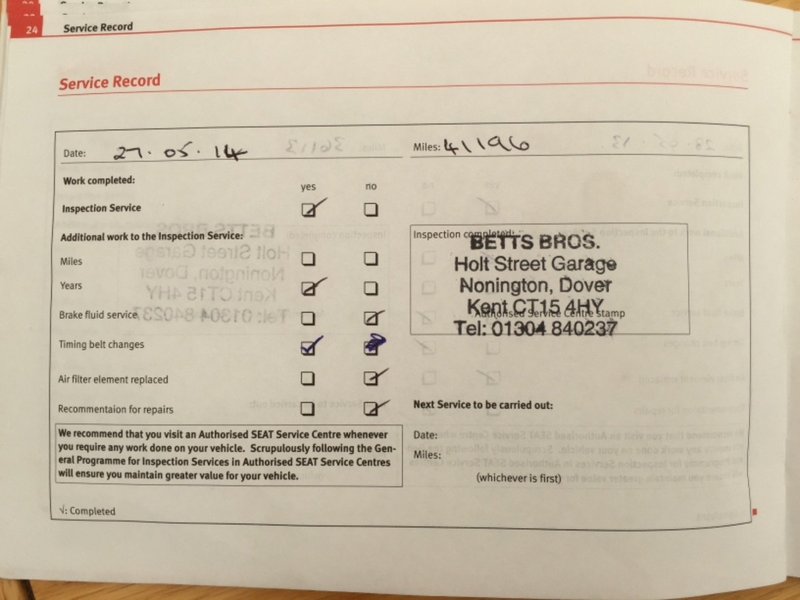 24 Service Record
Service Record
Date: 27.05.14 Miles: 41196
Work completed: yes no
Inspection Service
Additional work to the Inspection Service: Inspection completed:
BETTS BROS.
Miles Holt Street Garage
Years Nonington, Dover
Kent CT15 4HY
Brake fluid service Authorised Service Centre stamp
Tel: 01304 840237
Timing belt changes
Air filter element replaced
Recommentaion for repairs Next Service to be carried out:
We recommend that you visit an Authorised SEAT Service Centre whenever
you require any work done on your vehicle. Scrupulously following the Gen-
eral Programme for Inspection Services in Authorised SEAT Service Centres
will ensure you maintain greater value for your vehicle.
Date:
Miles:
(whichever is first)
√: Completed